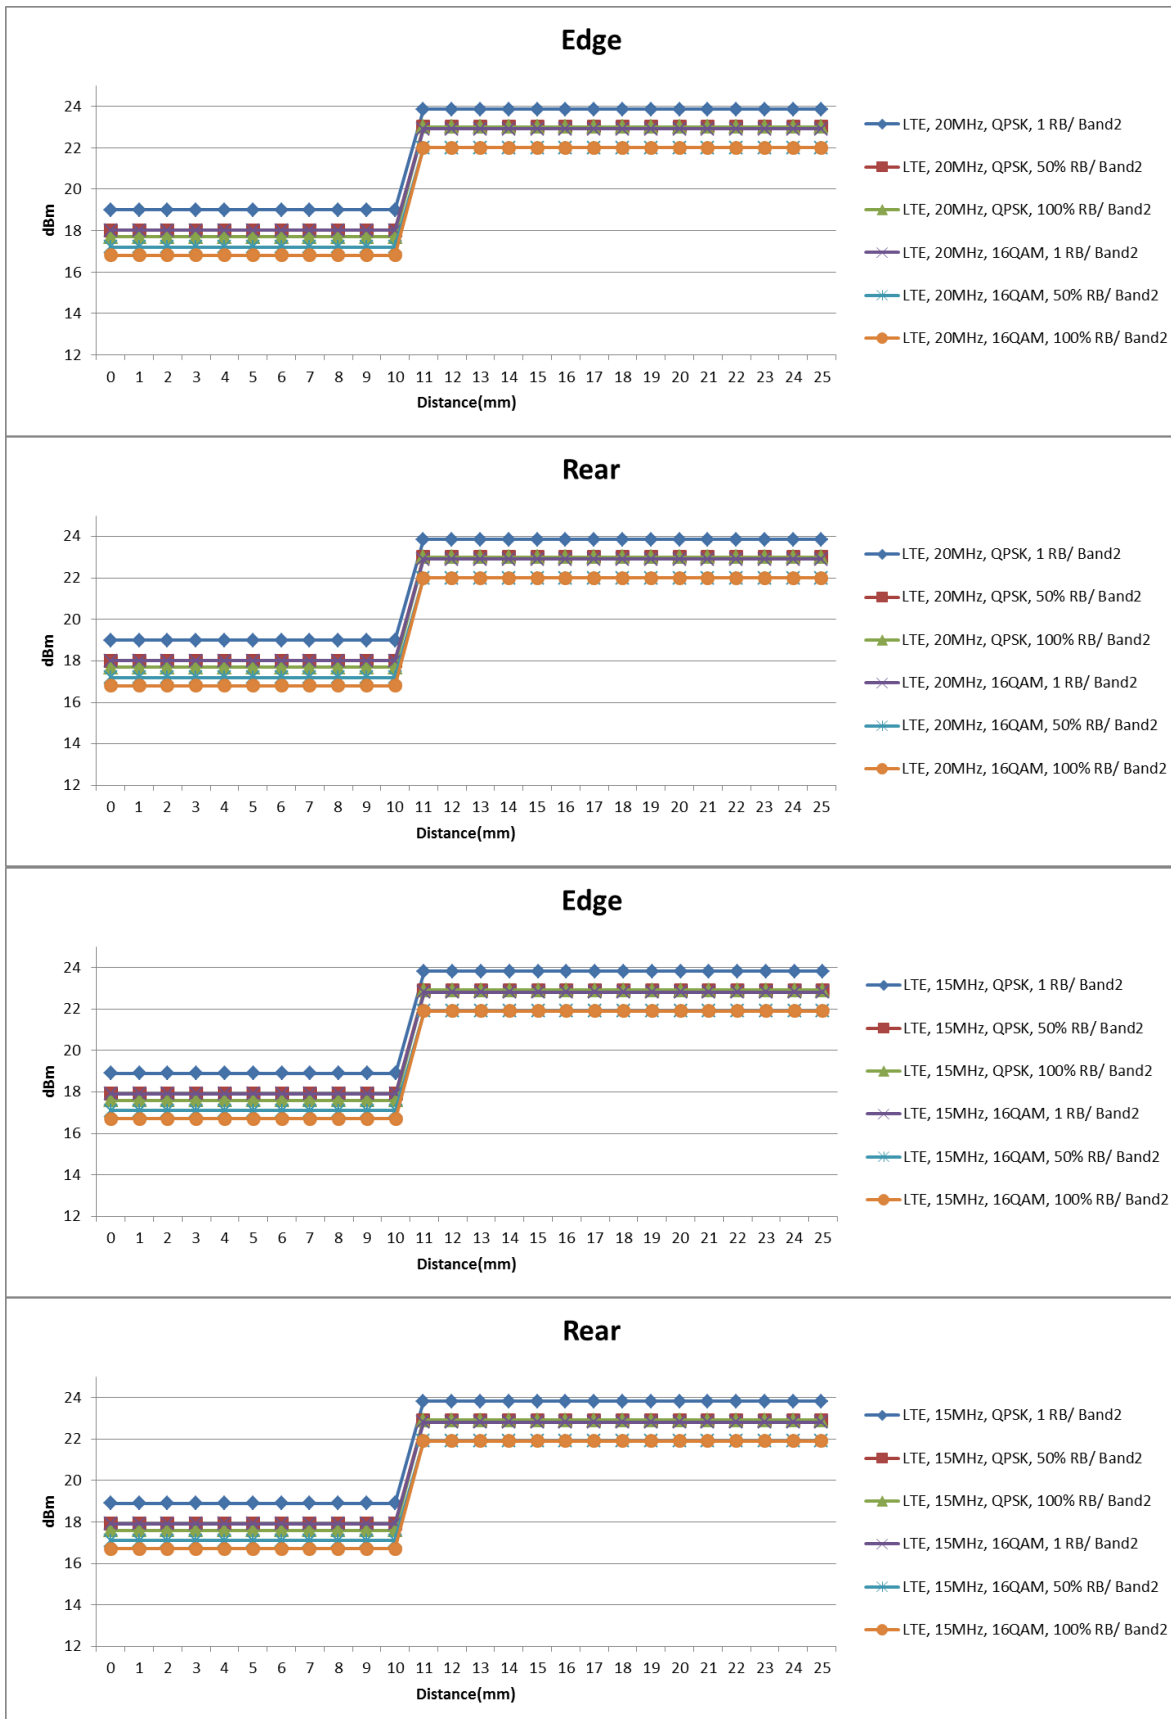 Edge
24
22
20
18
16
14
12
dBm
0 1 2 3 4 5 6 7 8 9 10 11 12 13 14 15 16 17 18 19 20 21 22 23 24 25
Distance(mm)
LTE, 20MHz, QPSK, 1 RB/ Band2
LTE, 20MHz, QPSK, 50% RB/ Band2
LTE, 20MHz, QPSK, 100% RB/ Band2
LTE, 20MHz, 16QAM, 1 RB/ Band2
LTE, 20MHz, 16QAM, 50% RB/ Band2
LTE, 20MHz, 16QAM, 100% RB/ Band2
Rear
24
22
20
18
16
14
12
dBm
0 1 2 3 4 5 6 7 8 9 10 11 12 13 14 15 16 17 18 19 20 21 22 23 24 25
Distance(mm)
LTE, 20MHz, QPSK, 1 RB/ Band2
LTE, 20MHz, QPSK, 50% RB/ Band2
LTE, 20MHz, QPSK, 100% RB/ Band2
LTE, 20MHz, 16QAM, 1 RB/ Band2
LTE, 20MHz, 16QAM, 50% RB/ Band2
LTE, 20MHz, 16QAM, 100% RB/ Band2
Edge
24
22
20
18
16
14
12
dBm
0 1 2 3 4 5 6 7 8 9 10 11 12 13 14 15 16 17 18 19 20 21 22 23 24 25
Distance(mm)
LTE, 15MHz, QPSK, 1 RB/ Band2
LTE, 15MHz, QPSK, 50% RB/ Band2
LTE, 15MHz, QPSK, 100% RB/ Band2
LTE, 15MHz, 16QAM, 1 RB/ Band2
LTE, 15MHz, 16QAM, 50% RB/ Band2
LTE, 15MHz, 16QAM, 100% RB/ Band2
Rear
24
22
20
18
16
14
12
dBm
0 1 2 3 4 5 6 7 8 9 10 11 12 13 14 15 16 17 18 19 20 21 22 23 24 25
Distance(mm)
LTE, 15MHz, QPSK, 1 RB/ Band2
LTE, 15MHz, QPSK, 50% RB/ Band2
LTE, 15MHz, QPSK, 100% RB/ Band2
LTE, 15MHz, 16QAM, 1 RB/ Band2
LTE, 15MHz, 16QAM, 50% RB/ Band2
LTE, 15MHz, 16QAM, 100% RB/ Band2